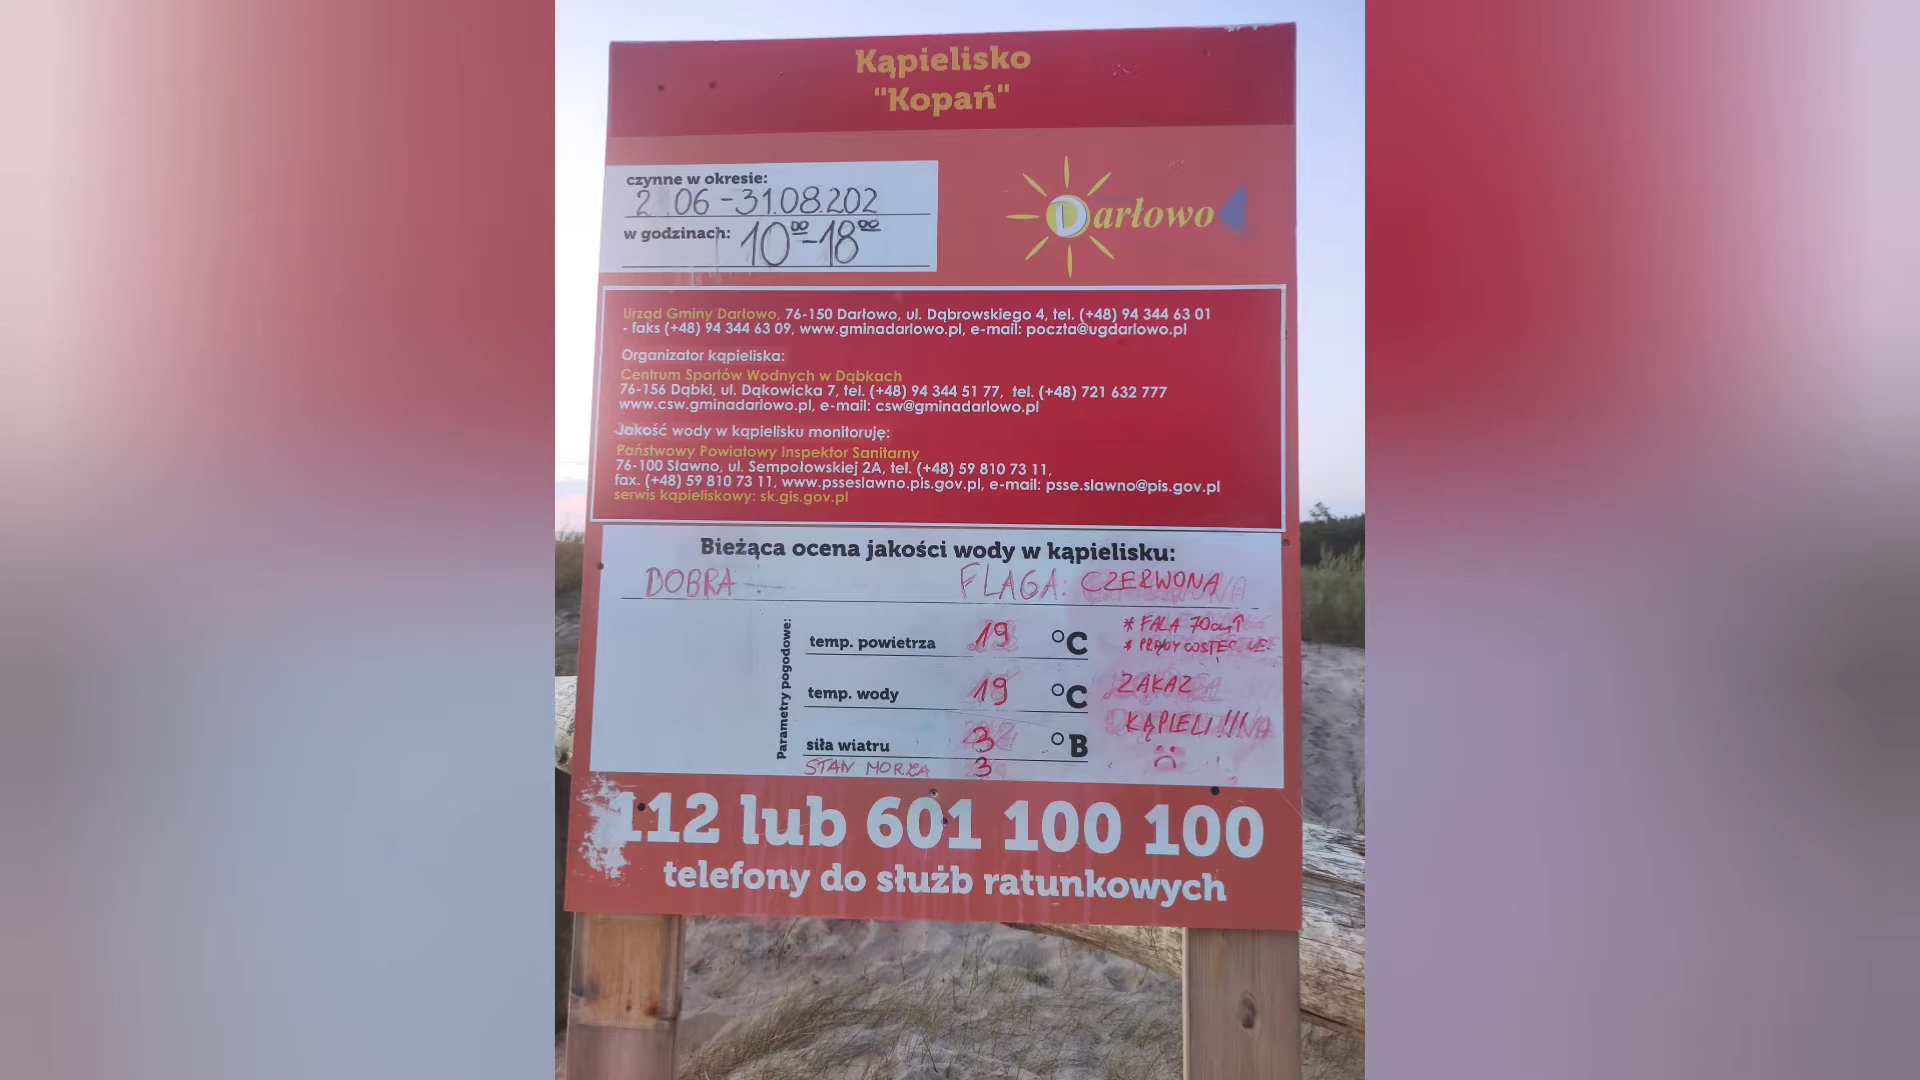 Kąpielisko
"Kopań"
czynne w okresie:
2 .06 - 31.08.202
w godzinach: 10⁰⁰-18⁰⁰
Darłowo
Urząd Gminy Darłowo, 76-150 Darłowo, ul. Dąbrowskiego 4, tel. (+48) 94 344 63 01
- faks (+48) 94 344 63 09, www.gminadarlowo.pl, e-mail: poczta@ugdarlowo.pl
Organizator kąpieliska:
Centrum Sportów Wodnych w Dąbkach
76-156 Dąbki, ul. Dąkowicka 7, tel. (+48) 94 344 51 77, tel. (+48) 721 632 777
www.csw.gminadarlowo.pl, e-mail: csw@gminadarlowo.pl
Jakość wody w kąpielisku monitoruję:
Państwowy Powiatowy Inspektor Sanitarny
76-100 Sławno, ul. Sempołowskiej 2A, tel. (+48) 59 810 73 11,
fax. (+48) 59 810 73 11, www.psseslawno.pis.gov.pl, e-mail: psse.slawno@pis.gov.pl
serwis kąpieliskowy: sk.gis.gov.pl
Bieżąca ocena jakości wody w kąpielisku:
DOBRA FLAGA: CZERWONA
Parametry pogodowe:
temp. powietrza 19 °C
* FALA 70cm↑
* PRĄDY
temp. wody 19 °C
ZAKAZ
KĄPIELI!!!
siła wiatru 3 °B
STAN MORZA 3
112 lub 601 100 100
telefony do służb ratunkowych